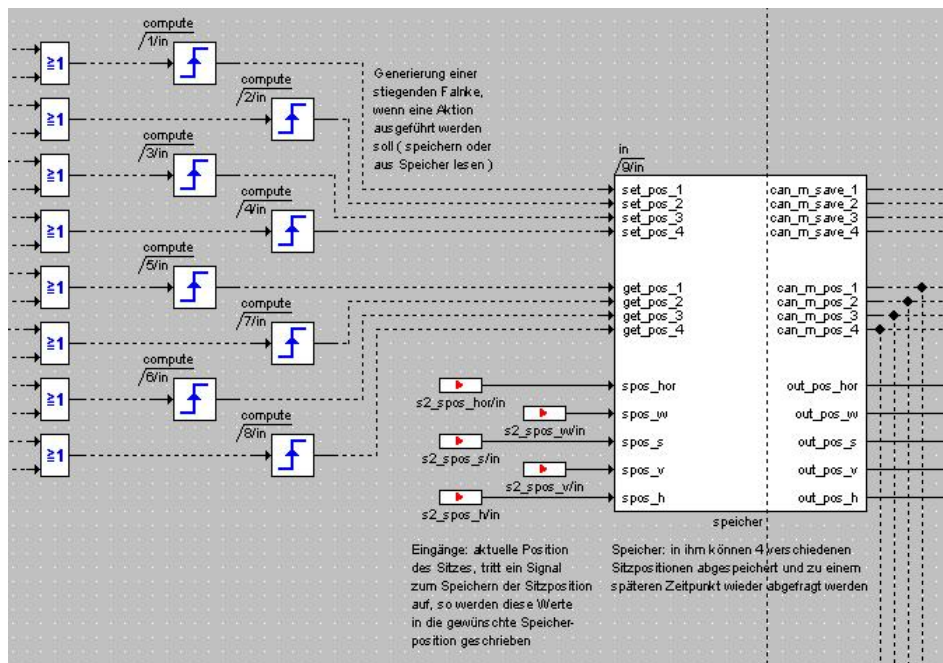 compute
/1/in
≥1
compute
/2/in
≥1
compute
/3/in
≥1
compute
/4/in
≥1
compute
/5/in
≥1
compute
/7/in
≥1
compute
/6/in
≥1
compute
/8/in
≥1
Generierung einer
stiegenden Falnke,
wenn eine Aktion
ausgeführt werden
soll ( speichern oder
aus Speicher lesen )
in
/9/in
set_pos_1 can_m_save_1
set_pos_2 can_m_save_2
set_pos_3 can_m_save_3
set_pos_4 can_m_save_4
get_pos_1 can_m_pos_1
get_pos_2 can_m_pos_2
get_pos_3 can_m_pos_3
get_pos_4 can_m_pos_4
spos_hor out_pos_hor
s2_spos_hor/in
spos_w out_pos_w
s2_spos_w/in
spos_s out_pos_s
s2_spos_s/in
spos_v out_pos_v
s2_spos_v/in
spos_h out_pos_h
s2_spos_h/in
speicher
Eingänge: aktuelle Position
des Sitzes, tritt ein Signal
zum Speichern der Sitzposition
auf, so werden diese Werte
in die gewünschte Speicher-
position geschrieben
Speicher: in ihm können 4 verschiedenen
Sitzpositionen abgespeichert und zu einem
späteren Zeitpunkt wieder abgefragt werden